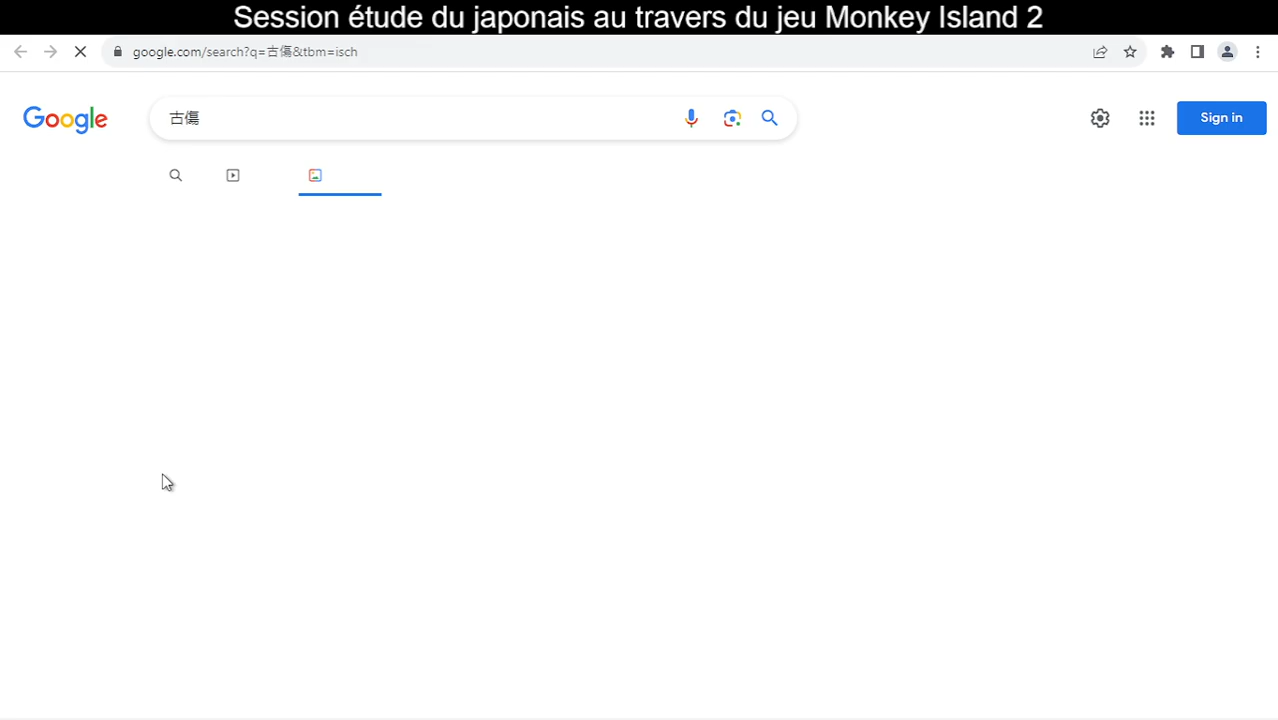 Session étude du japonais au travers du jeu Monkey Island 2
google.com/search?q=古傷&tbm=isch
Google
古傷
Sign in